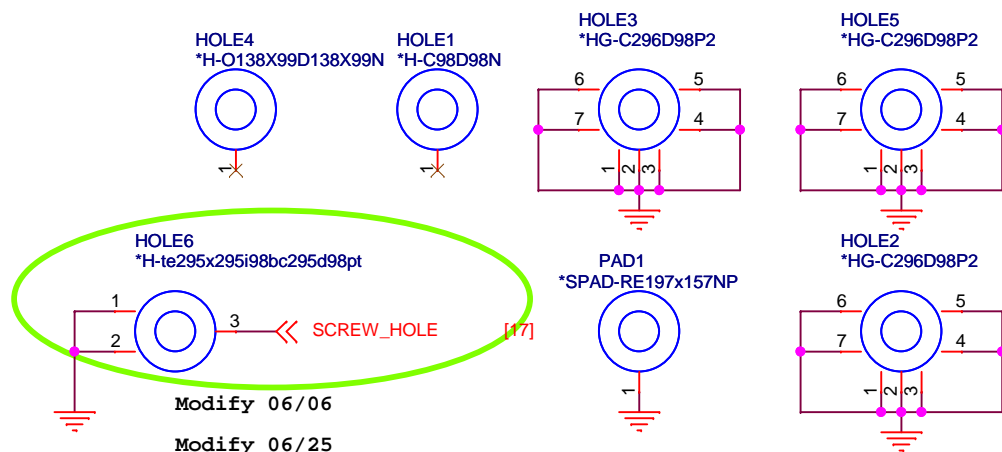 HOLE4
*H-O138X99D138X99N
1
HOLE1
*H-C98D98N
1
HOLE3
*HG-C296D98P2
6 5
7 4
1 2 3
HOLE5
*HG-C296D98P2
6 5
7 4
1 2 3
HOLE6
*H-te295x295i98bc295d98pt
1
2
3 SCREW_HOLE [17]
Modify 06/06
Modify 06/25
PAD1
*SPAD-RE197x157NP
1
HOLE2
*HG-C296D98P2
6 5
7 4
1 2 3